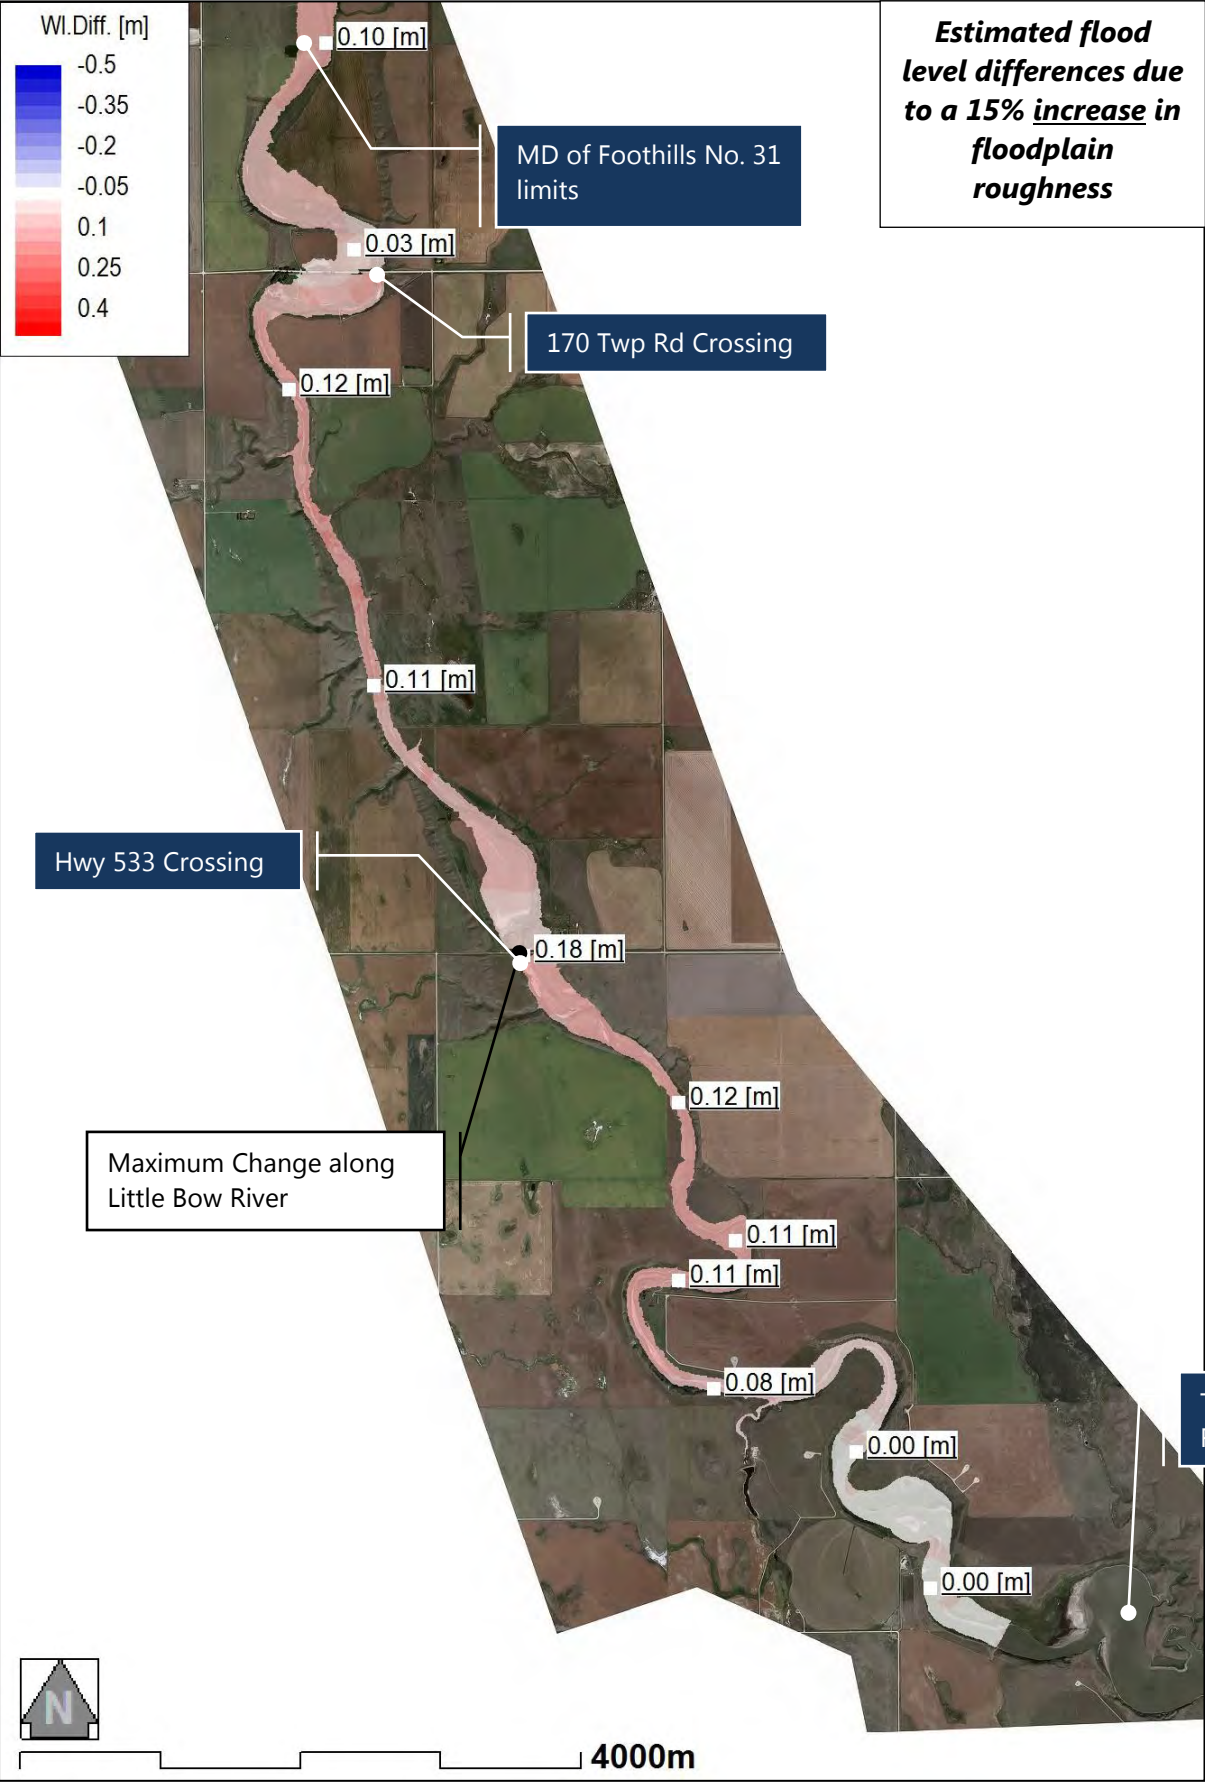 Wl.Diff. [m]
-0.5
-0.35
-0.2
-0.05
0.1
0.25
0.4
Estimated flood
level differences due
to a 15% increase in
floodplain
roughness
0.10 [m]
MD of Foothills No. 31
limits
0.03 [m]
170 Twp Rd Crossing
0.12 [m]
0.11 [m]
Hwy 533 Crossing
0.18 [m]
0.12 [m]
Maximum Change along
Little Bow River
0.11 [m]
0.11 [m]
0.08 [m]
0.00 [m]
0.00 [m]
N
4000m